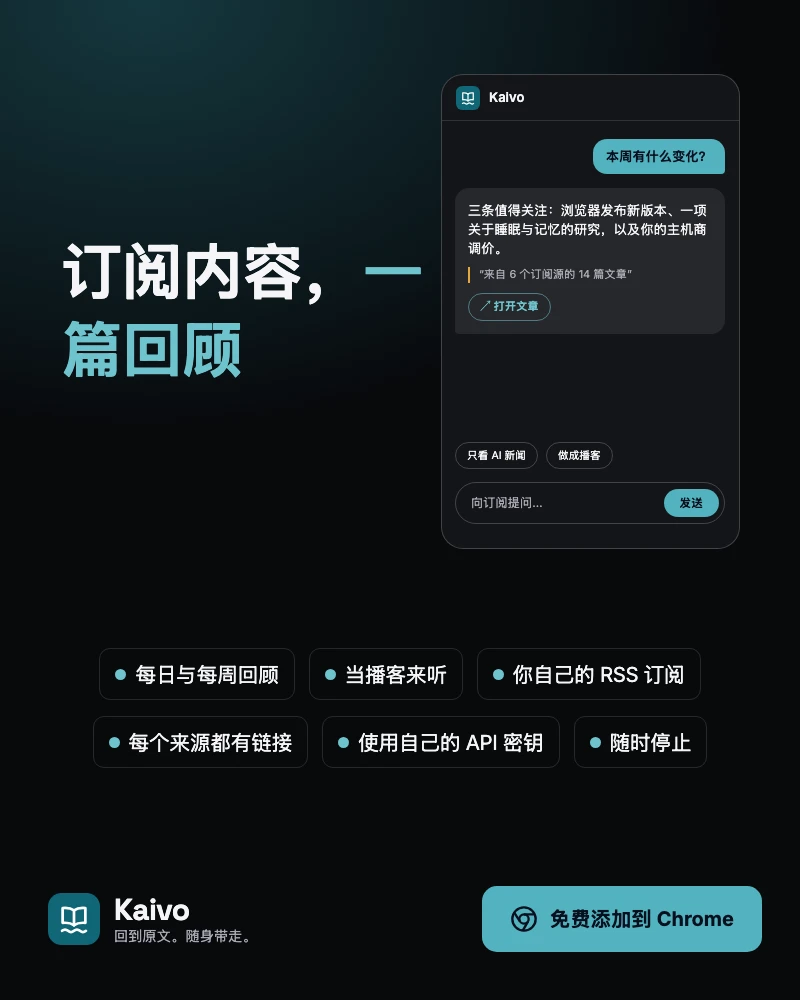 订阅内容，一
篇回顾
Kaivo
本周有什么变化?
三条值得关注：浏览器发布新版本、一项
关于睡眠与记忆的研究，以及你的主机商
调价。
“来自 6 个订阅源的 14 篇文章”
↗ 打开文章
只看 AI 新闻
做成播客
向订阅提问...
发送
每日与每周回顾
当播客来听
你自己的 RSS 订阅
每个来源都有链接
使用自己的 API 密钥
随时停止
Kaivo
回到原文。随身带走。
免费添加到 Chrome